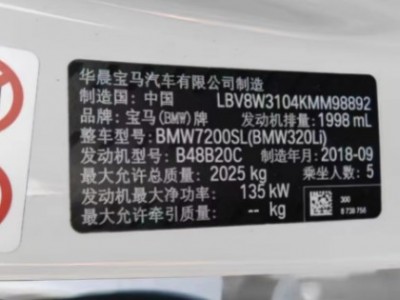 华晨宝马汽车有限公司制造
制造国: 中国 LBV8W3104KMM98892
品牌: 宝马(BMW)牌 发动机排量: 1998 mL
整车型号: BMW7200SL(BMW320Li)
发动机型号: B48B20C 制造年月: 2018-09
最大允许总质量: 2025 kg 乘坐人数: 5
发动机最大净功率: 135 kW
最大允许牵引质量: -- kg
300